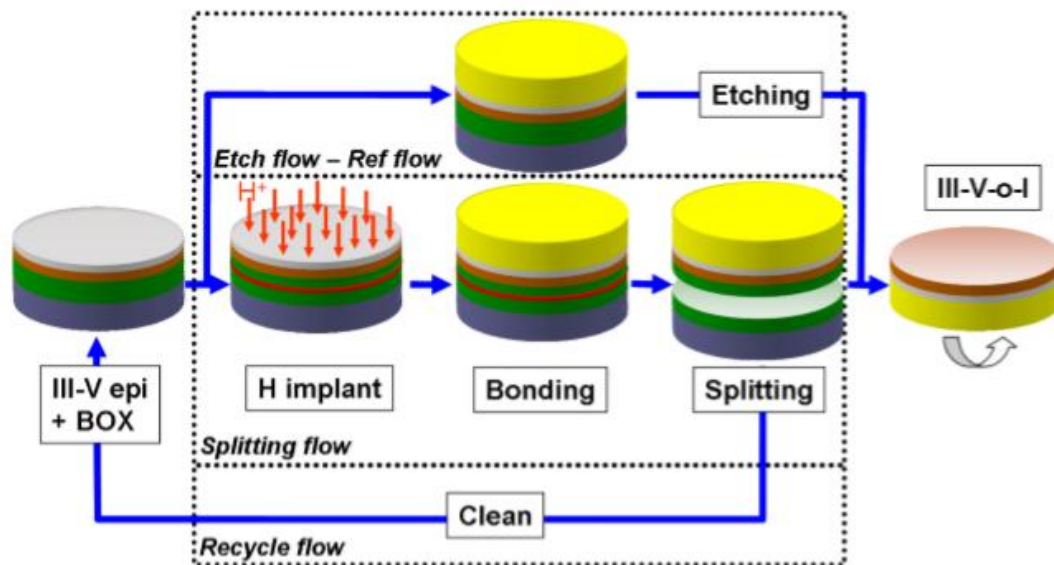 Etching
Etch flow – Ref flow
H+
III-V-o-I
III-V epi
+ BOX
H implant
Bonding
Splitting
Splitting flow
Clean
Recycle flow